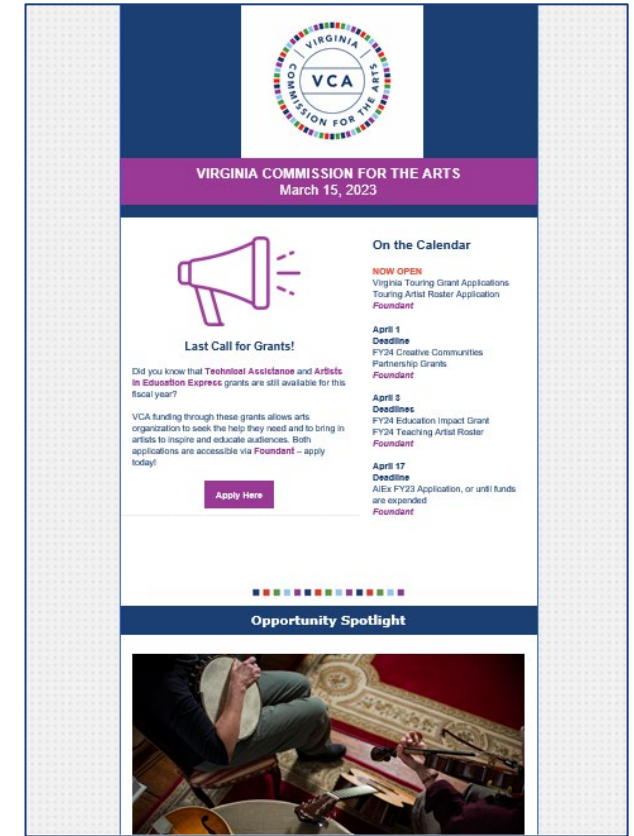 VIRGINIA
COMMISSION FOR THE ARTS
VCA
VIRGINIA COMMISSION FOR THE ARTS
March 15, 2023
Last Call for Grants!
Did you know that Technical Assistance and Artists
in Education Express grants are still available for this
fiscal year?
VCA funding through these grants allows arts
organization to seek the help they need and to bring in
artists to inspire and educate audiences. Both
applications are accessible via Foundant – apply
today!
Apply Here
On the Calendar
NOW OPEN
Virginia Touring Grant Applications
Touring Artist Roster Application
Foundant
April 1
Deadline
FY24 Creative Communities
Partnership Grants
Foundant
April 3
Deadlines
FY24 Education Impact Grant
FY24 Teaching Artist Roster
Foundant
April 17
Deadline
AIEx FY23 Application, or until funds
are expended
Foundant
Opportunity Spotlight